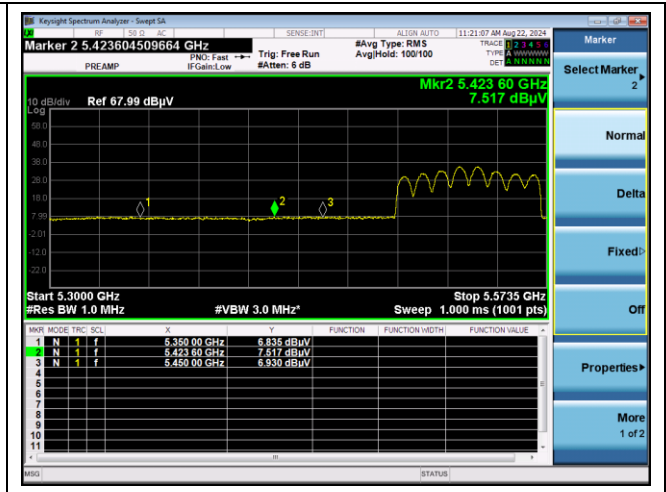 Keysight Spectrum Analyzer - Swept SA
RF 50 Ω AC SENSE:INT ALIGN AUTO 11:21:07 AM Aug 22, 2024
Marker 2 5.423604509664 GHz
PREAMP
PNO: Fast
IFGain:Low
Trig: Free Run
#Atten: 6 dB
#Avg Type: RMS
Avg|Hold: 100/100
TRACE 1 2 3 4 5 6
TYPE A WWWWW
DET A N N N N N
Mkr2 5.423 60 GHz
7.517 dBµV
10 dB/div Ref 67.99 dBµV
Log
58.0
48.0
38.0
28.0
18.0
7.99
-2.01
-12.0
-22.0
1
2
3
Start 5.3000 GHz Stop 5.5735 GHz
#Res BW 1.0 MHz #VBW 3.0 MHz* Sweep 1.000 ms (1001 pts)
MKR MODE TRC SCL X Y FUNCTION FUNCTION WIDTH FUNCTION VALUE
1 N 1 f 5.350 00 GHz 6.835 dBµV
2 N 1 f 5.423 60 GHz 7.517 dBµV
3 N 1 f 5.450 00 GHz 6.930 dBµV
4
5
6
7
8
9
10
11
MSG STATUS
Marker
Select Marker
2
Normal
Delta
Fixed
Off
Properties
More
1 of 2